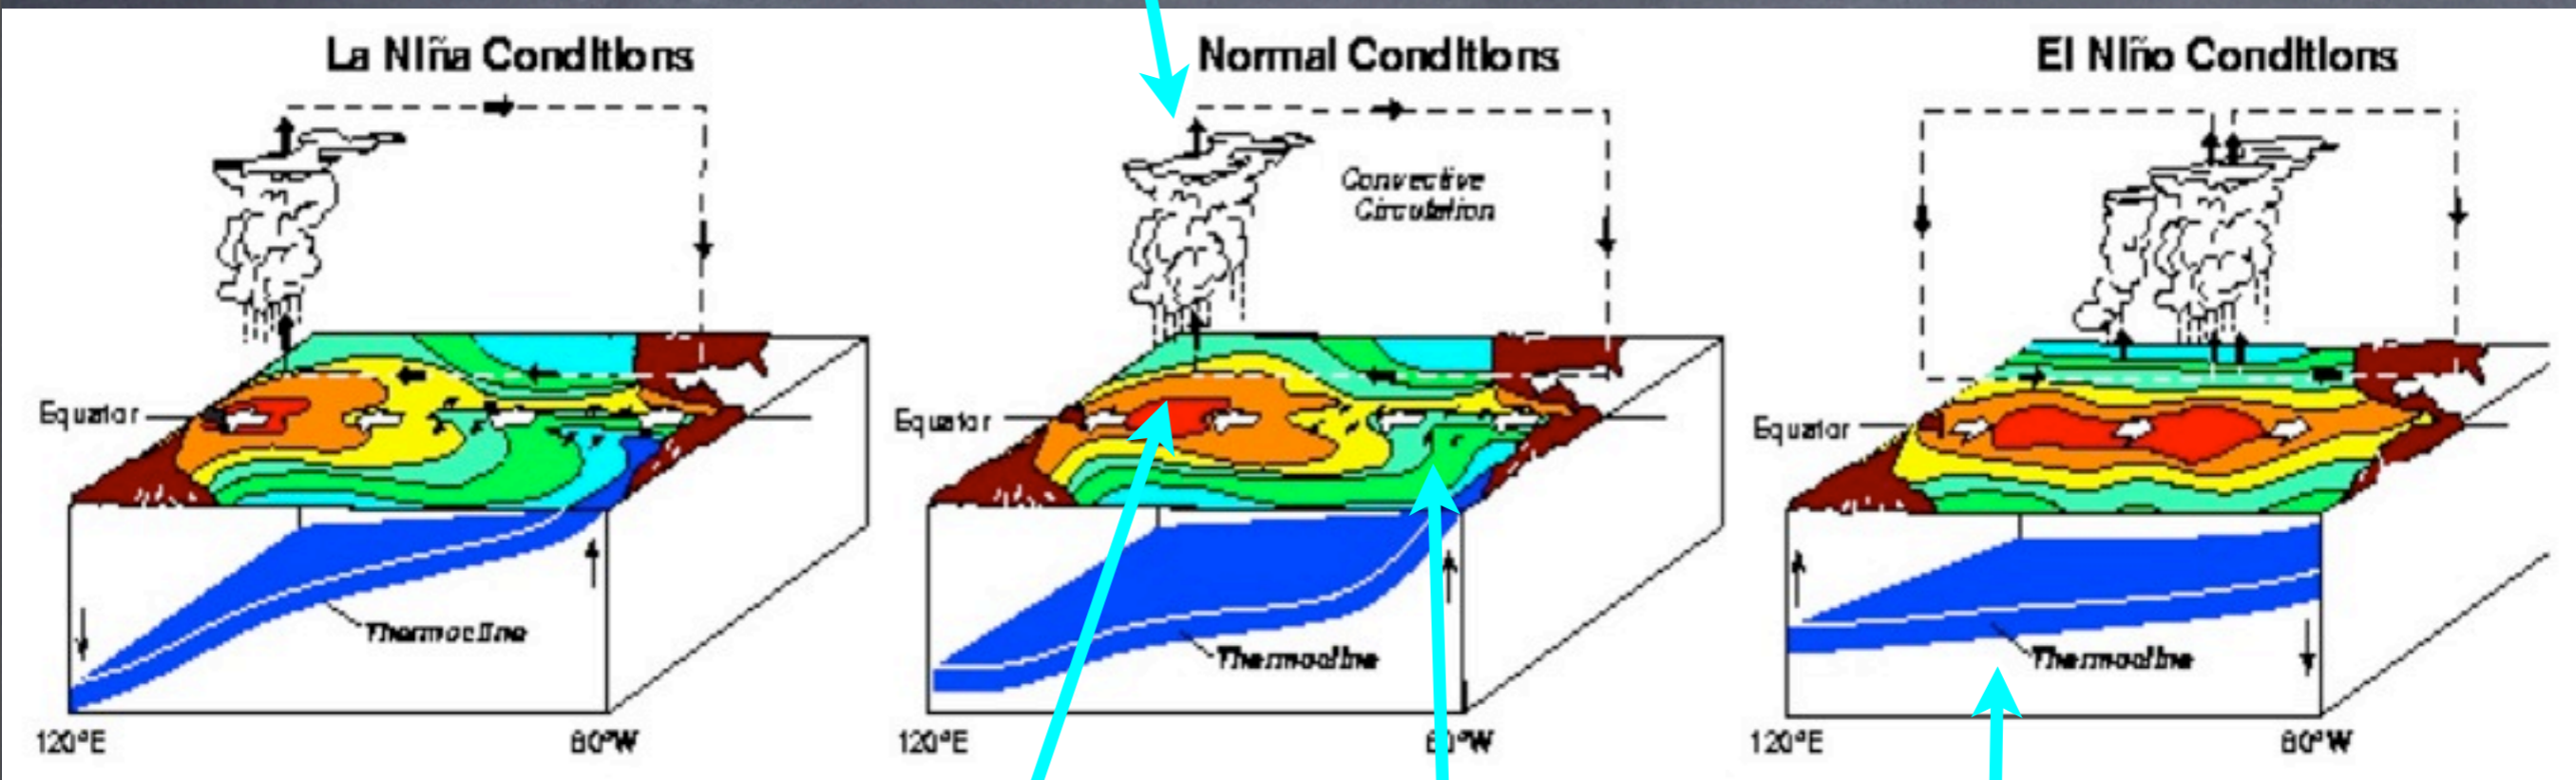 La Niña Conditions
Normal Conditions
El Niño Conditions
Convective
Circulation
Equator
Equator
Equator
Thermocline
Thermocline
Thermocline
120°E
80°W
120°E
80°W
120°E
80°W